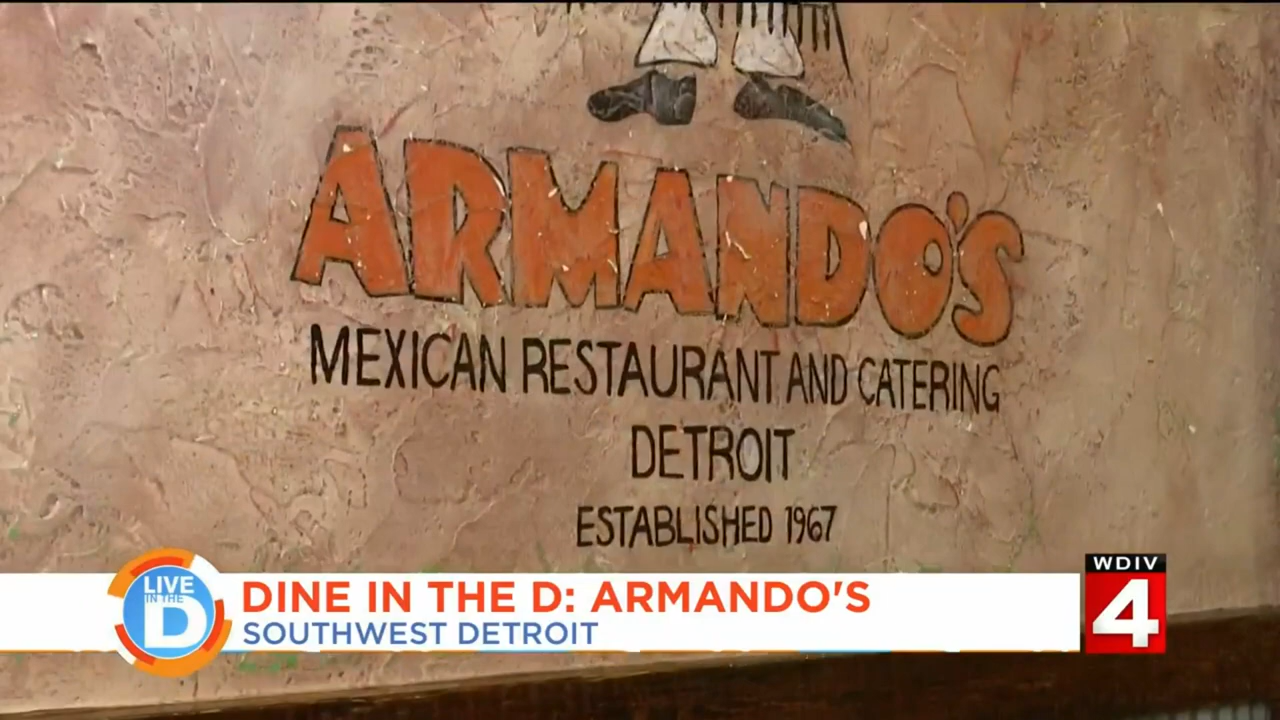 ARMANDO'S
MEXICAN RESTAURANT AND CATERING
DETROIT
ESTABLISHED 1967
LIVE
IN THE
D
DINE IN THE D: ARMANDO'S
SOUTHWEST DETROIT
WDIV
4